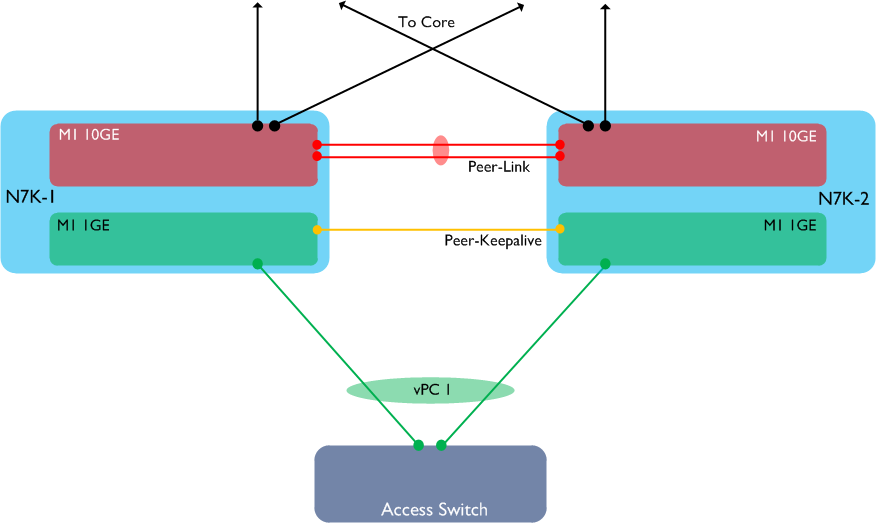 To Core
M1 10GE
M1 10GE
Peer-Link
N7K-1
N7K-2
M1 1GE
M1 1GE
Peer-Keepalive
vPC 1
Access Switch